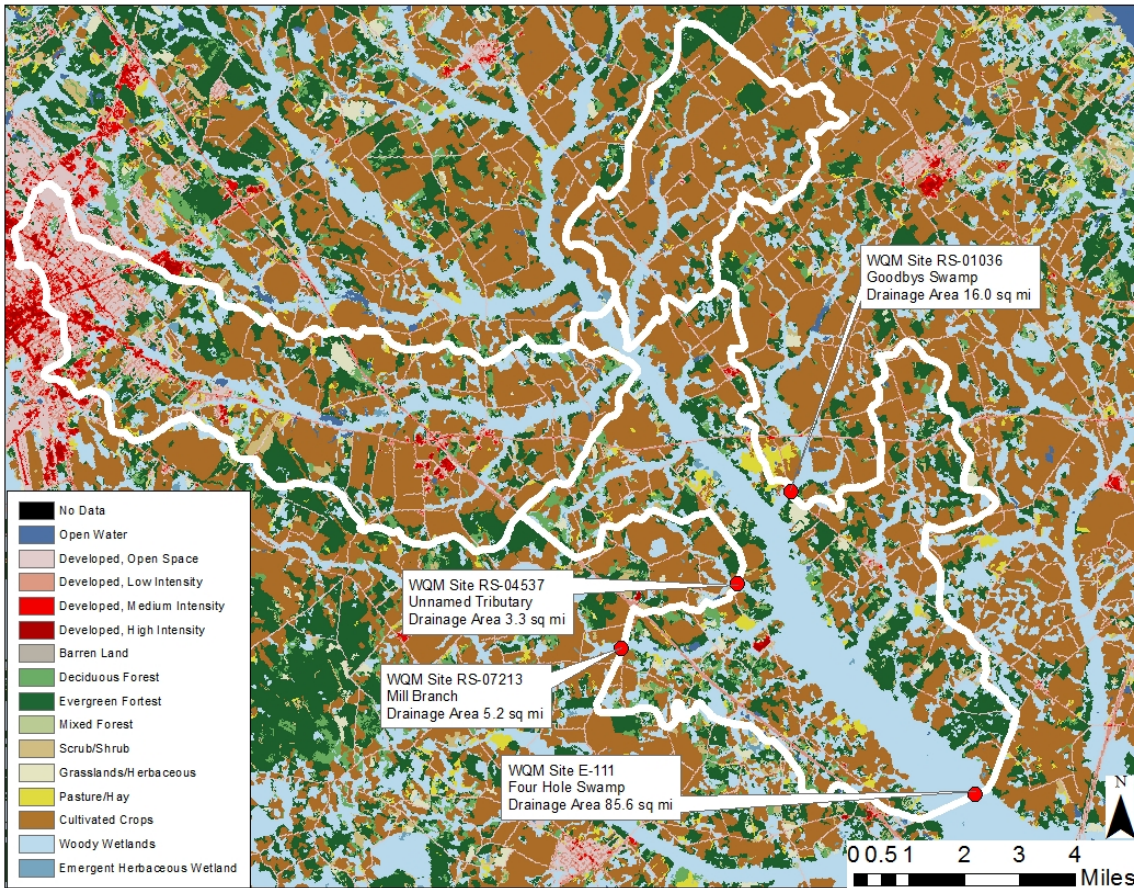 WQM Site RS-01036
Goodbys Swamp
Drainage Area 16.0 sq mi
WQM Site RS-04537
Unnamed Tributary
Drainage Area 3.3 sq mi
WQM Site RS-07213
Mill Branch
Drainage Area 5.2 sq mi
WQM Site E-111
Four Hole Swamp
Drainage Area 85.6 sq mi
No Data
Open Water
Developed, Open Space
Developed, Low Intensity
Developed, Medium Intensity
Developed, High Intensity
Barren Land
Deciduous Forest
Evergreen Fortest
Mixed Forest
Scrub/Shrub
Grasslands/Herbaceous
Pasture/Hay
Cultivated Crops
Woody Wetlands
Emergent Herbaceous Wetland
N
0 0.5 1 2 3 4
Miles